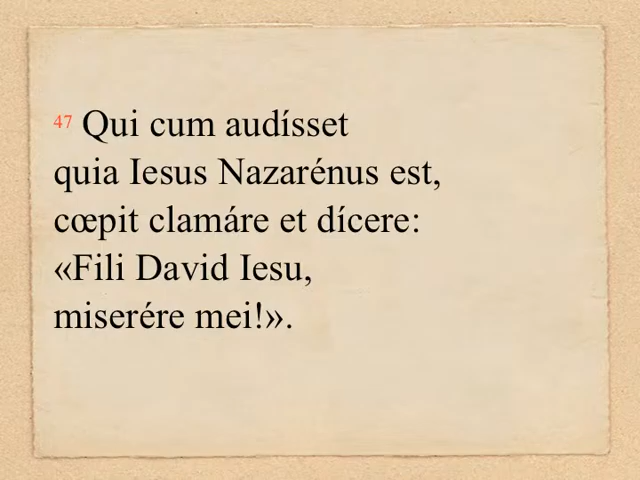 47 Qui cum audísset
quia Iesus Nazarénus est,
cœpit clamáre et dícere:
«Fili David Iesu,
miserére mei!».